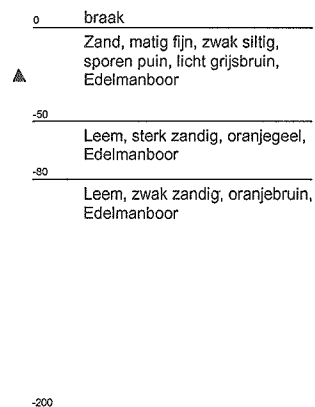 0 braak
Zand, matig fijn, zwak siltig,
sporen puin, licht grijsbruin,
Edelmanboor
-50
Leem, sterk zandig, oranjegeel,
Edelmanboor
-80
Leem, zwak zandig, oranjebruin,
Edelmanboor
-200